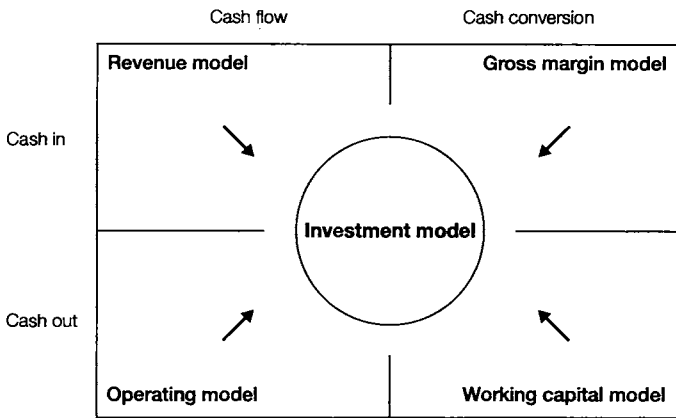 Cash flow
Cash conversion
Revenue model
Gross margin model
Cash in
Investment model
Cash out
Operating model
Working capital model